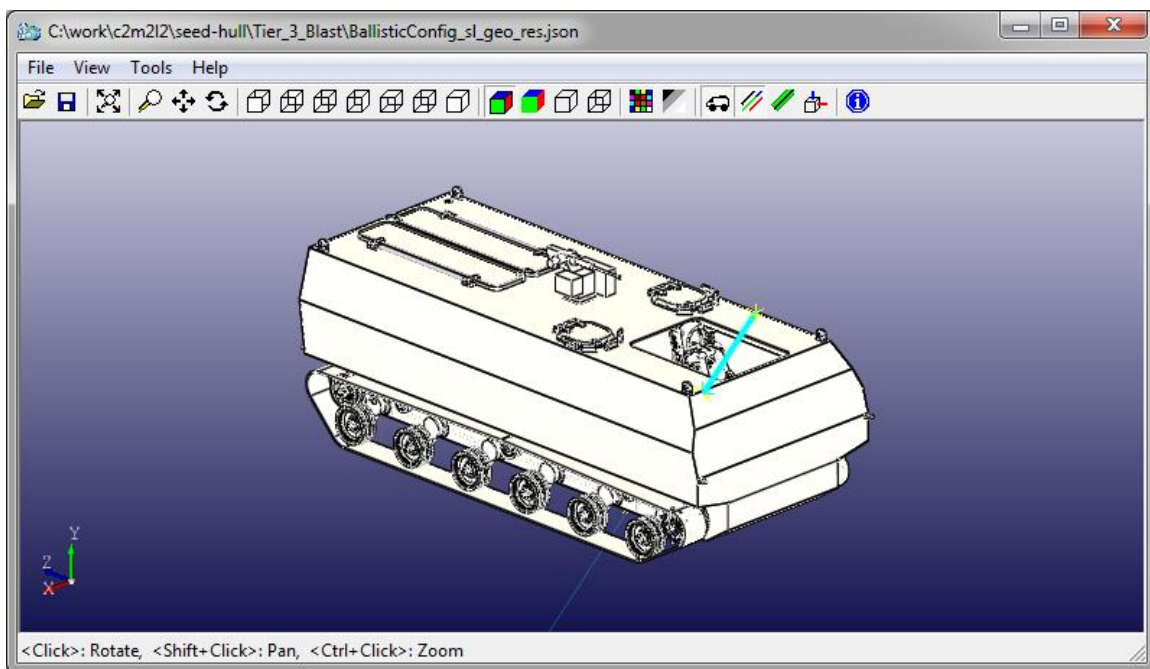 C:\work\c2m2l2\seed-hull\Tier_3_Blast\BallisticConfig_sl_geo_res.json
File View Tools Help
Y
Z
X
<Click>: Rotate, <Shift+Click>: Pan, <Ctrl+Click>: Zoom